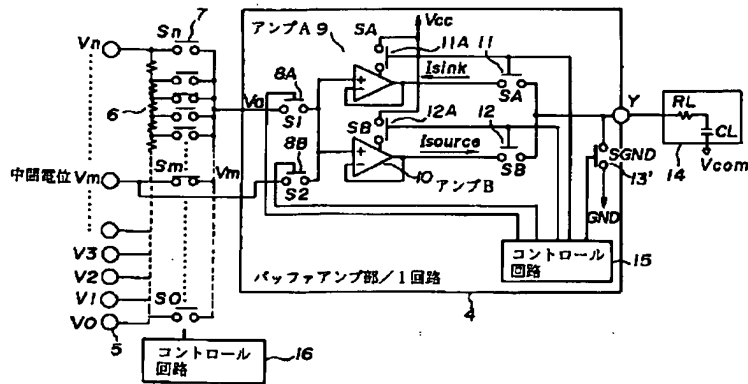 Vn
Sn
7
6
中間電位Vm
Sm
Vm
V3
V2
V1
V0
5
S0
コントロール
回路
16
アンプA 9
SA
Vcc
11A
11
Isink
SA
8A
Va
S1
8B
S2
12A
12
SB
Isource
SB
10
アンプB
Y
RL
CL
14
Vcom
SGND
13'
GND
コントロール
回路
15
バッファアンプ部/1回路
4